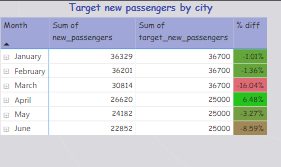 Target new passengers by city
Month Sum of new_passengers Sum of target_new_passengers % diff
January 36329 36700 -1.01%
February 36201 36700 -1.36%
March 30814 36700 -16.04%
April 26620 25000 6.48%
May 24182 25000 -3.27%
June 22852 25000 -8.59%